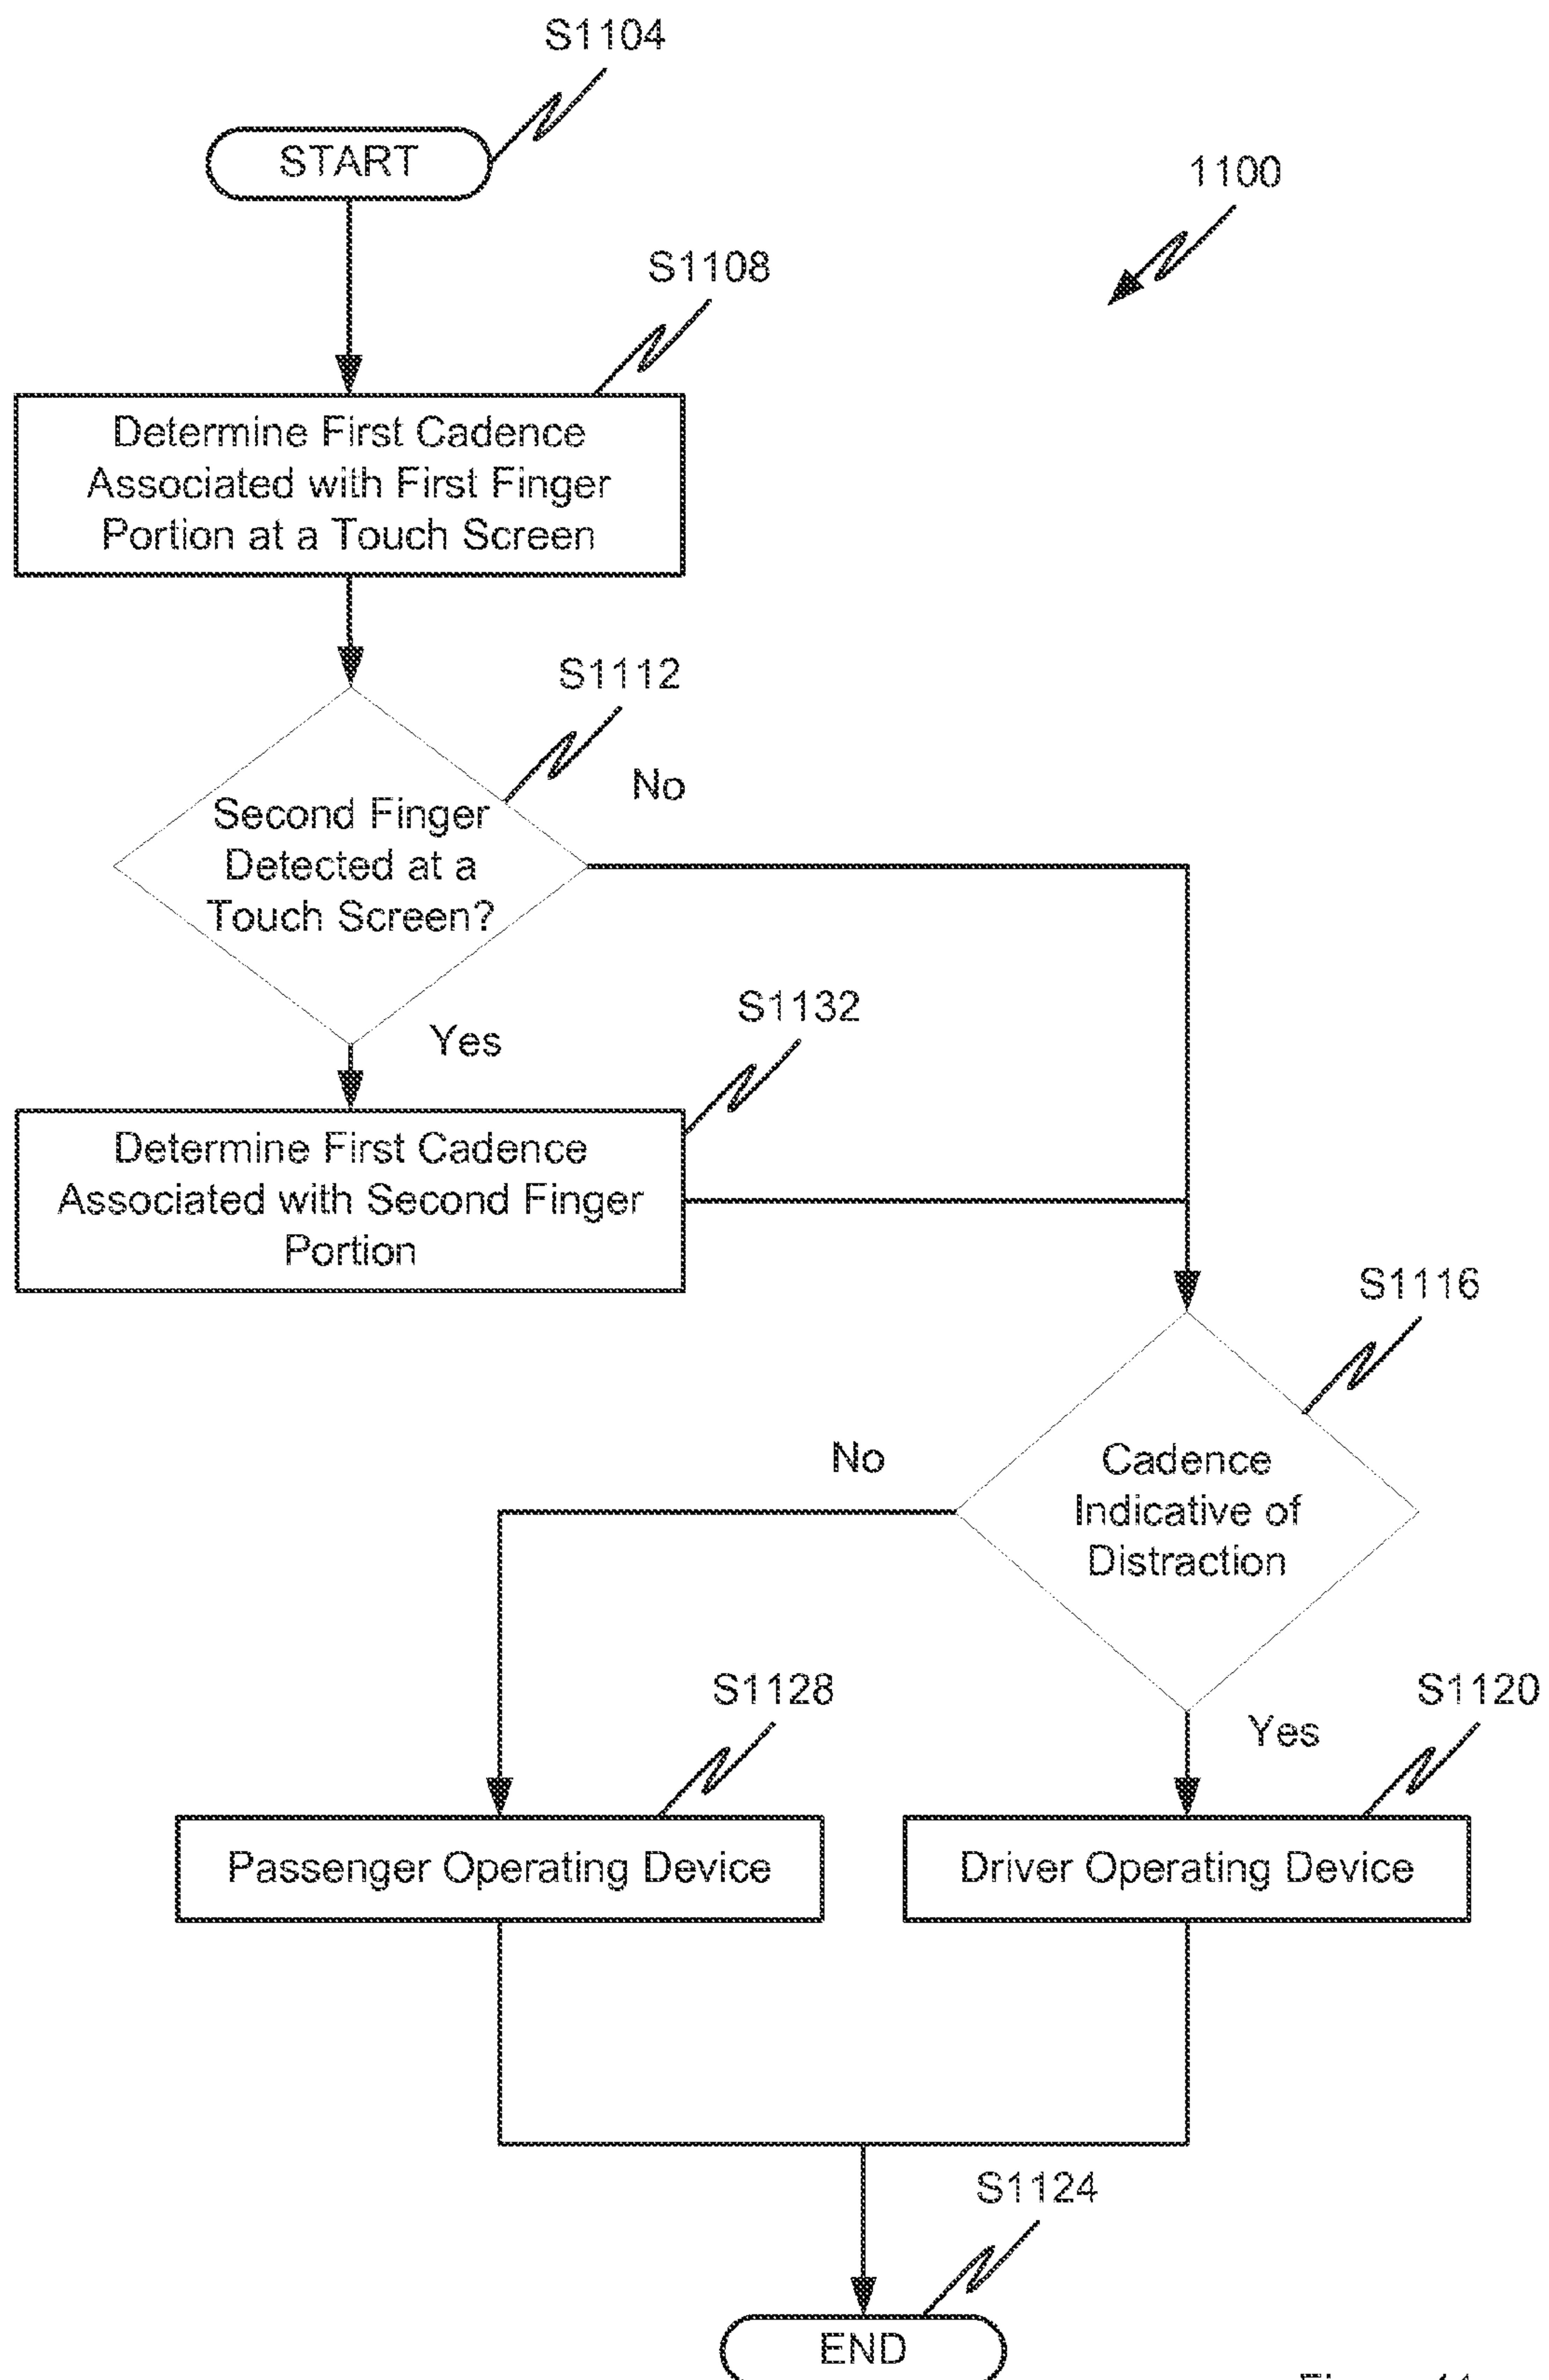 S1104
START
1100
S1108
Determine First Cadence
Associated with First Finger
Portion at a Touch Screen
S1112
No
Second Finger
Detected at a
Touch Screen?
Yes
S1132
Determine First Cadence
Associated with Second Finger
Portion
S1116
No
Cadence
Indicative of
Distraction
S1128
Yes
S1120
Passenger Operating Device
Driver Operating Device
S1124
END